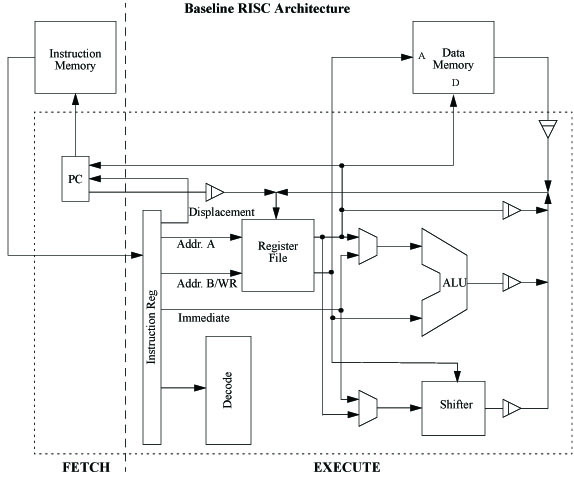 Baseline RISC Architecture
Instruction
Memory
Data
Memory
A
D
PC
Displacement
Addr. A
Register
File
Addr. B/WR
ALU
Immediate
Instruction Reg
Decode
Shifter
FETCH
EXECUTE